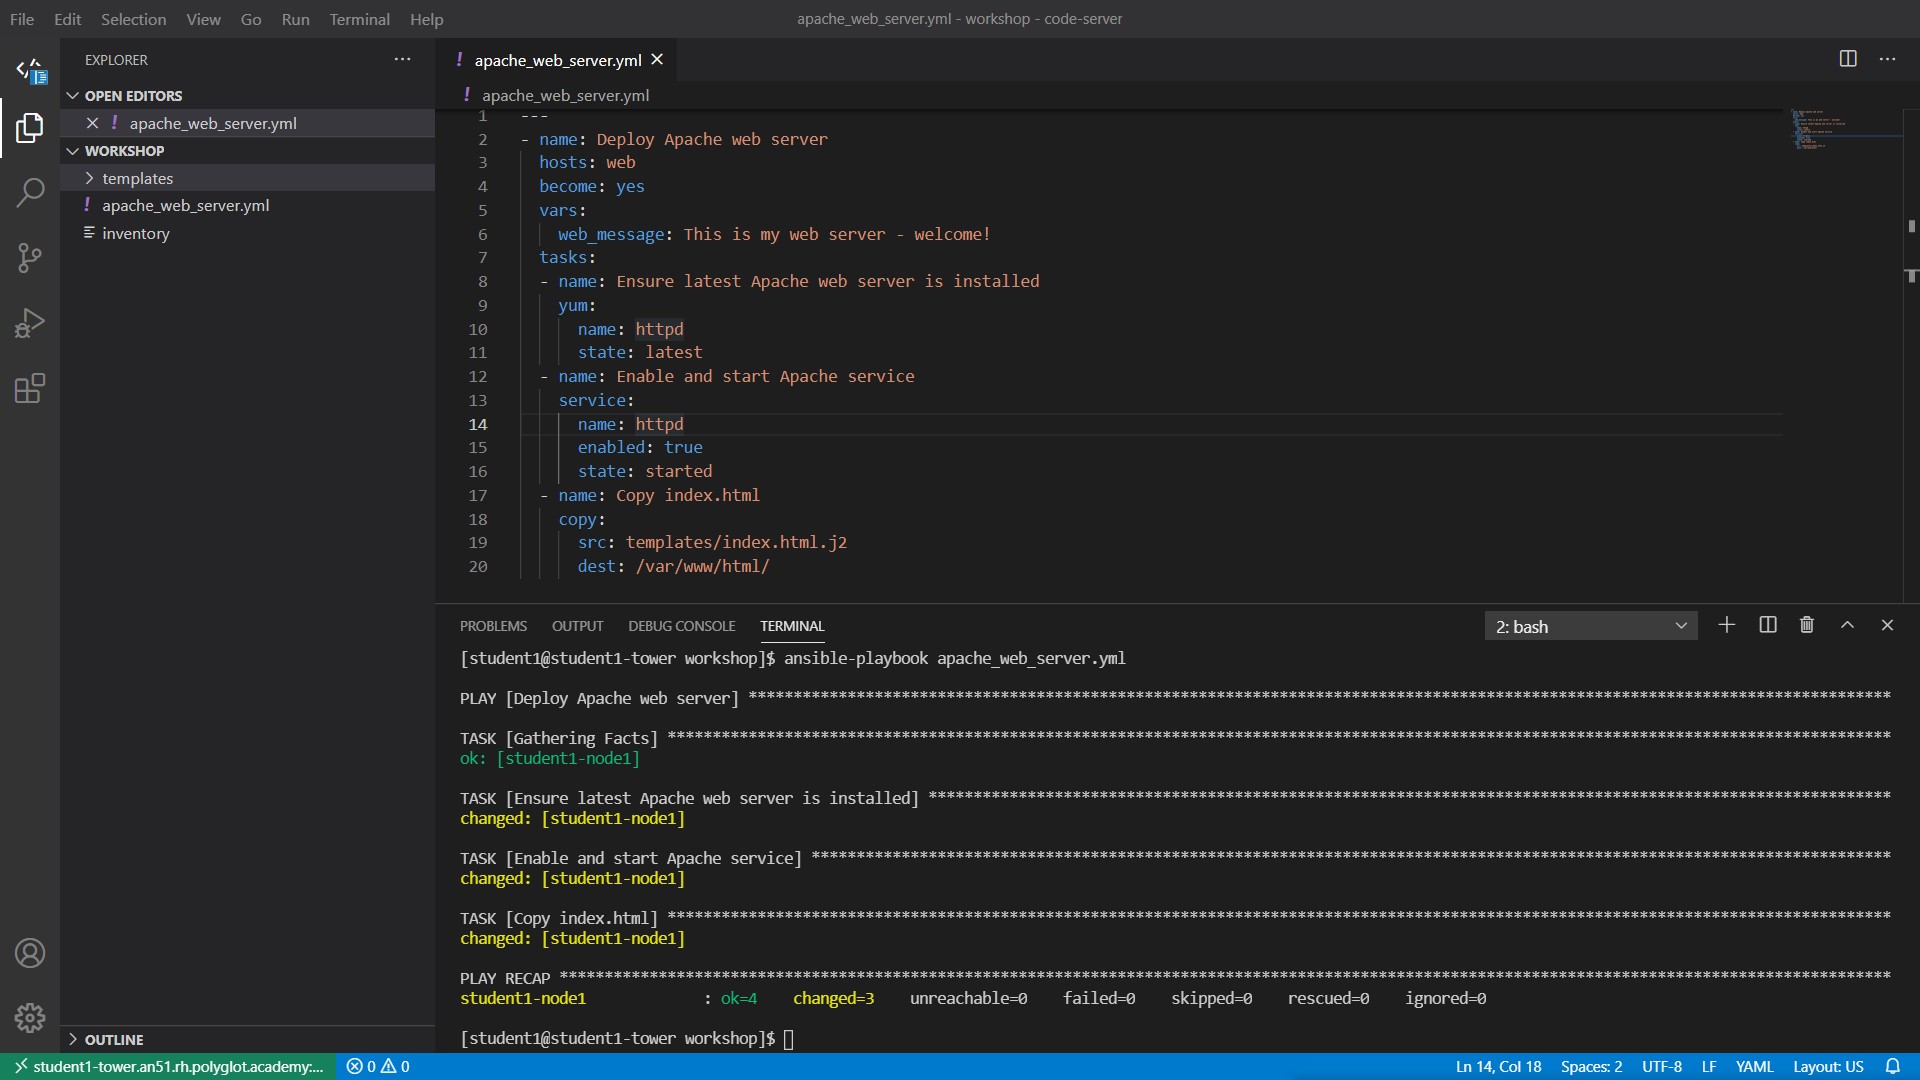 File Edit Selection View Go Run Terminal Help
apache_web_server.yml - workshop - code-server
EXPLORER
OPEN EDITORS
! apache_web_server.yml
WORKSHOP
templates
! apache_web_server.yml
inventory
OUTLINE
! apache_web_server.yml
! apache_web_server.yml
1 ---
2 - name: Deploy Apache web server
3 hosts: web
4 become: yes
5 vars:
6 web_message: This is my web server - welcome!
7 tasks:
8 - name: Ensure latest Apache web server is installed
9 yum:
10 name: httpd
11 state: latest
12 - name: Enable and start Apache service
13 service:
14 name: httpd
15 enabled: true
16 state: started
17 - name: Copy index.html
18 copy:
19 src: templates/index.html.j2
20 dest: /var/www/html/
PROBLEMS OUTPUT DEBUG CONSOLE TERMINAL
2: bash
[student1@student1-tower workshop]$ ansible-playbook apache_web_server.yml
PLAY [Deploy Apache web server] *******************************************************************************************************************************
TASK [Gathering Facts] ****************************************************************************************************************************************
ok: [student1-node1]
TASK [Ensure latest Apache web server is installed] ***********************************************************************************************************
changed: [student1-node1]
TASK [Enable and start Apache service] ************************************************************************************************************************
changed: [student1-node1]
TASK [Copy index.html] ****************************************************************************************************************************************
changed: [student1-node1]
PLAY RECAP ****************************************************************************************************************************************************
student1-node1 : ok=4 changed=3 unreachable=0 failed=0 skipped=0 rescued=0 ignored=0
[student1@student1-tower workshop]$
student1-tower.an51.rh.polyglot.academy:... 0 0
Ln 14, Col 18 Spaces: 2 UTF-8 LF YAML Layout: US